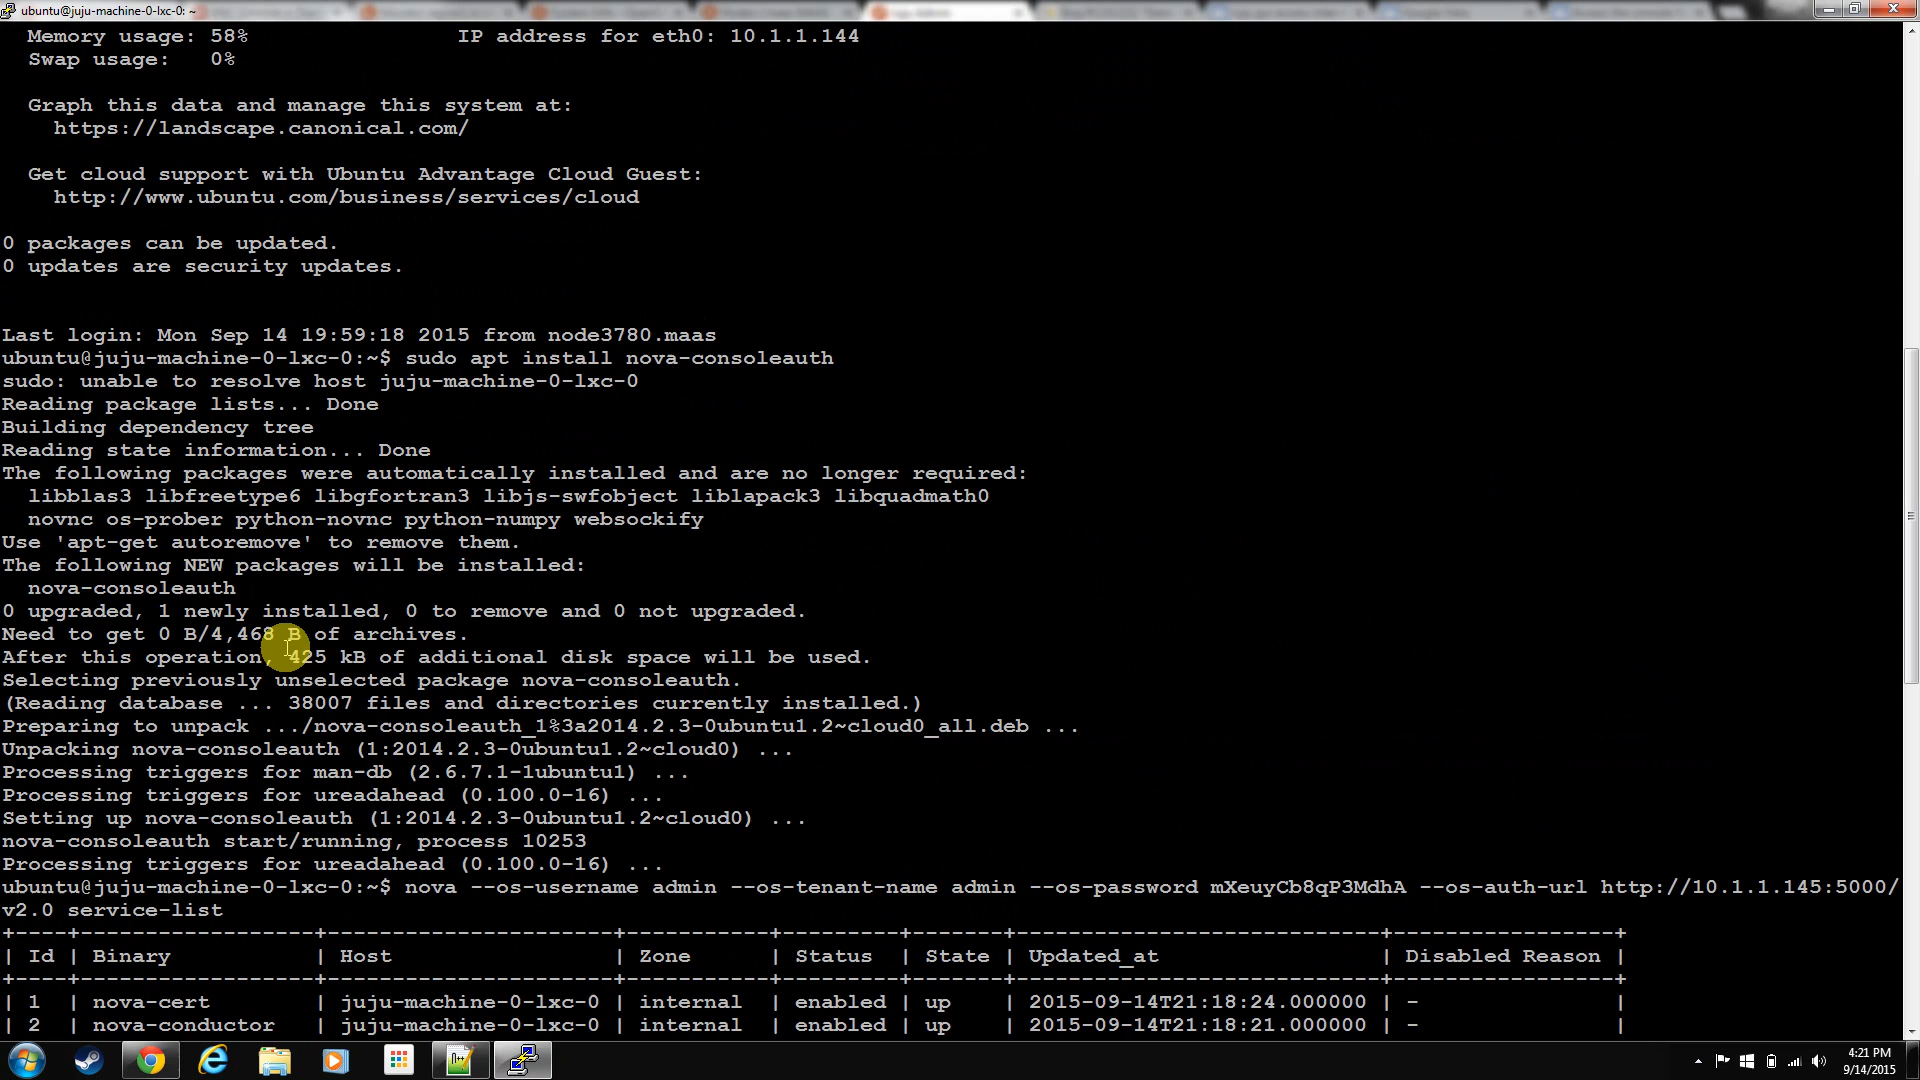 ubuntu@juju-machine-0-lxc-0: ~
Memory usage: 58% IP address for eth0: 10.1.1.144
Swap usage: 0%
Graph this data and manage this system at:
https://landscape.canonical.com/
Get cloud support with Ubuntu Advantage Cloud Guest:
http://www.ubuntu.com/business/services/cloud
0 packages can be updated.
0 updates are security updates.
Last login: Mon Sep 14 19:59:18 2015 from node3780.maas
ubuntu@juju-machine-0-lxc-0:~$ sudo apt install nova-consoleauth
sudo: unable to resolve host juju-machine-0-lxc-0
Reading package lists... Done
Building dependency tree
Reading state information... Done
The following packages were automatically installed and are no longer required:
libblas3 libfreetype6 libgfortran3 libjs-swfobject liblapack3 libquadmath0
novnc os-prober python-novnc python-numpy websockify
Use 'apt-get autoremove' to remove them.
The following NEW packages will be installed:
nova-consoleauth
0 upgraded, 1 newly installed, 0 to remove and 0 not upgraded.
Need to get 0 B/4,468 B of archives.
After this operation, 425 kB of additional disk space will be used.
Selecting previously unselected package nova-consoleauth.
(Reading database ... 38007 files and directories currently installed.)
Preparing to unpack .../nova-consoleauth_1%3a2014.2.3-0ubuntu1.2~cloud0_all.deb ...
Unpacking nova-consoleauth (1:2014.2.3-0ubuntu1.2~cloud0) ...
Processing triggers for man-db (2.6.7.1-1ubuntu1) ...
Processing triggers for ureadahead (0.100.0-16) ...
Setting up nova-consoleauth (1:2014.2.3-0ubuntu1.2~cloud0) ...
nova-consoleauth start/running, process 10253
Processing triggers for ureadahead (0.100.0-16) ...
ubuntu@juju-machine-0-lxc-0:~$ nova --os-username admin --os-tenant-name admin --os-password mXeuyCb8qP3MdhA --os-auth-url http://10.1.1.145:5000/
v2.0 service-list
+----+------------------+----------------------+----------+---------+-------+----------------------------+-----------------+
| Id | Binary | Host | Zone | Status | State | Updated_at | Disabled Reason |
+----+------------------+----------------------+----------+---------+-------+----------------------------+-----------------+
| 1 | nova-cert | juju-machine-0-lxc-0 | internal | enabled | up | 2015-09-14T21:18:24.000000 | - |
| 2 | nova-conductor | juju-machine-0-lxc-0 | internal | enabled | up | 2015-09-14T21:18:21.000000 | - |
4:21 PM
9/14/2015